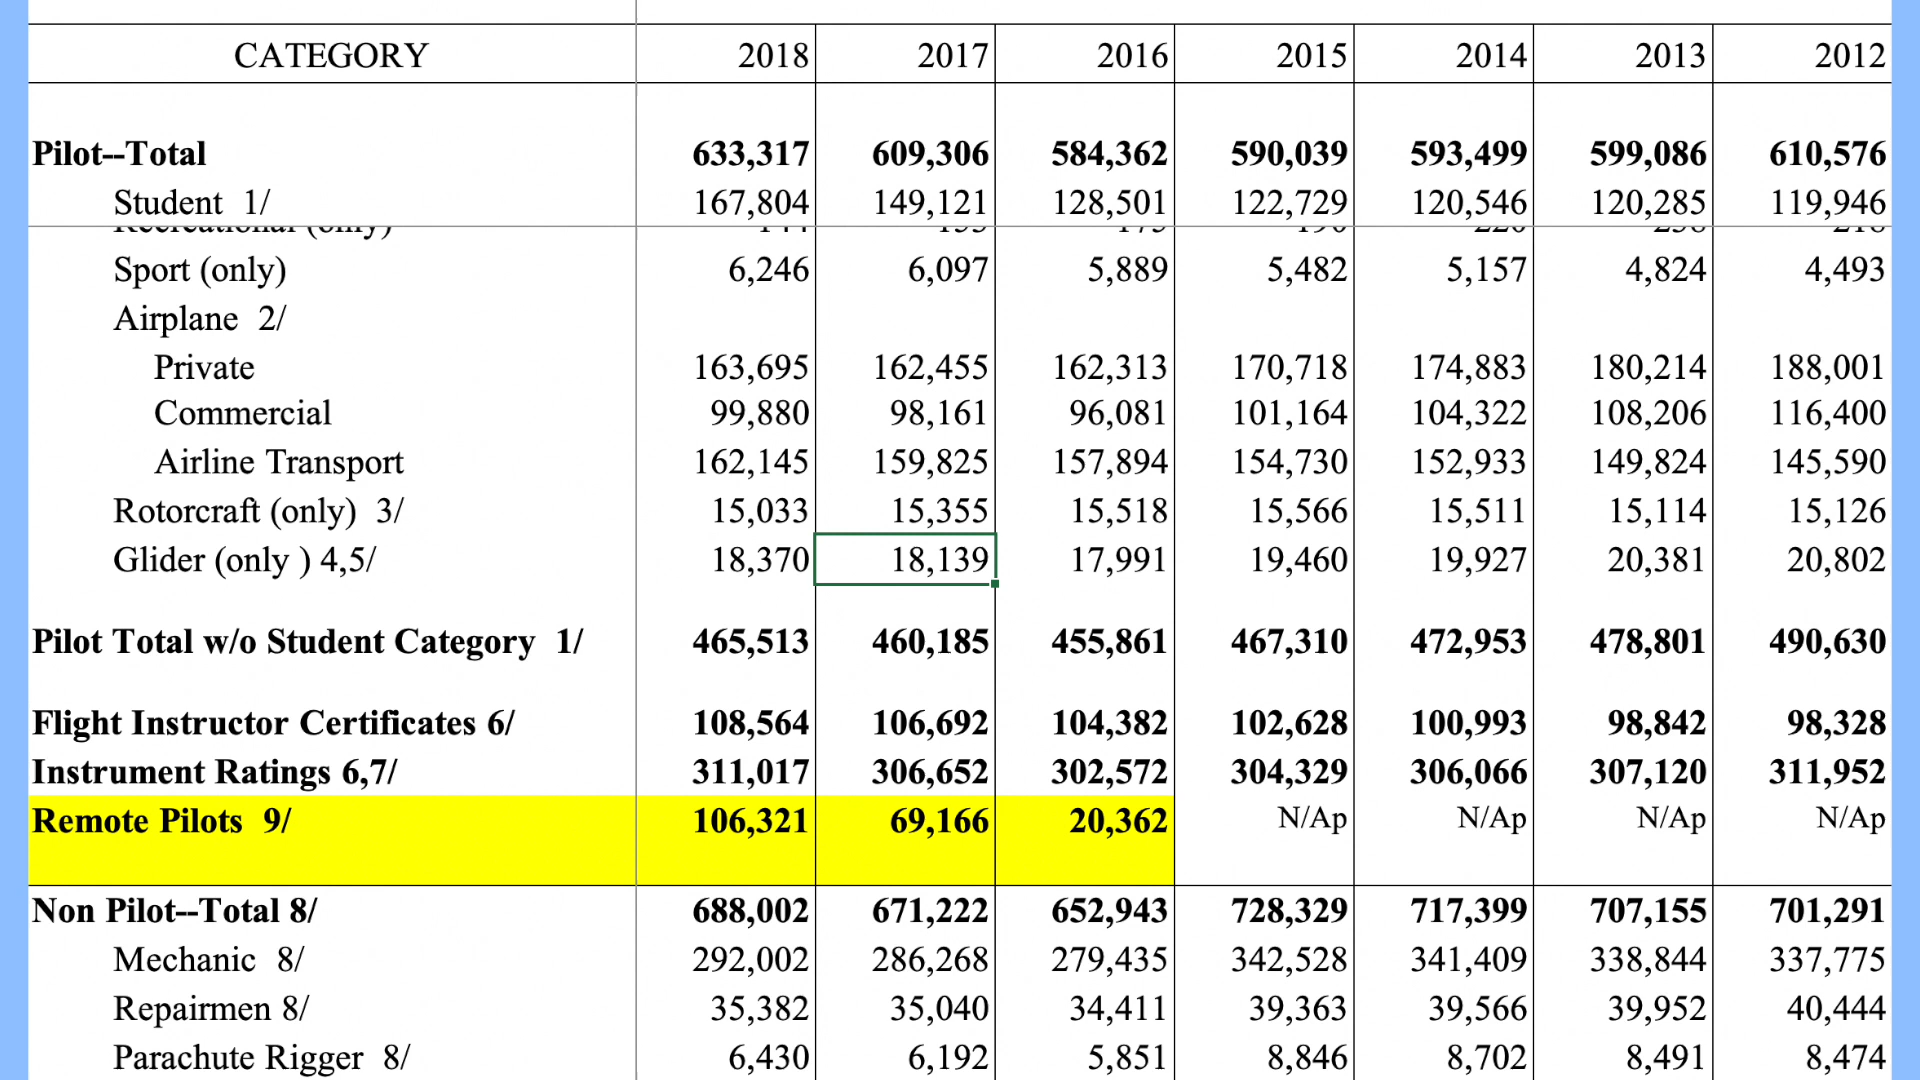 CATEGORY 2018 2017 2016 2015 2014 2013 2012
Pilot--Total 633,317 609,306 584,362 590,039 593,499 599,086 610,576
Student 1/ 167,804 149,121 128,501 122,729 120,546 120,285 119,946
Sport (only) 6,246 6,097 5,889 5,482 5,157 4,824 4,493
Airplane 2/
Private 163,695 162,455 162,313 170,718 174,883 180,214 188,001
Commercial 99,880 98,161 96,081 101,164 104,322 108,206 116,400
Airline Transport 162,145 159,825 157,894 154,730 152,933 149,824 145,590
Rotorcraft (only) 3/ 15,033 15,355 15,518 15,566 15,511 15,114 15,126
Glider (only ) 4,5/ 18,370 18,139 17,991 19,460 19,927 20,381 20,802
Pilot Total w/o Student Category 1/ 465,513 460,185 455,861 467,310 472,953 478,801 490,630
Flight Instructor Certificates 6/ 108,564 106,692 104,382 102,628 100,993 98,842 98,328
Instrument Ratings 6,7/ 311,017 306,652 302,572 304,329 306,066 307,120 311,952
Remote Pilots 9/ 106,321 69,166 20,362 N/Ap N/Ap N/Ap N/Ap
Non Pilot--Total 8/ 688,002 671,222 652,943 728,329 717,399 707,155 701,291
Mechanic 8/ 292,002 286,268 279,435 342,528 341,409 338,844 337,775
Repairmen 8/ 35,382 35,040 34,411 39,363 39,566 39,952 40,444
Parachute Rigger 8/ 6,430 6,192 5,851 8,846 8,702 8,491 8,474